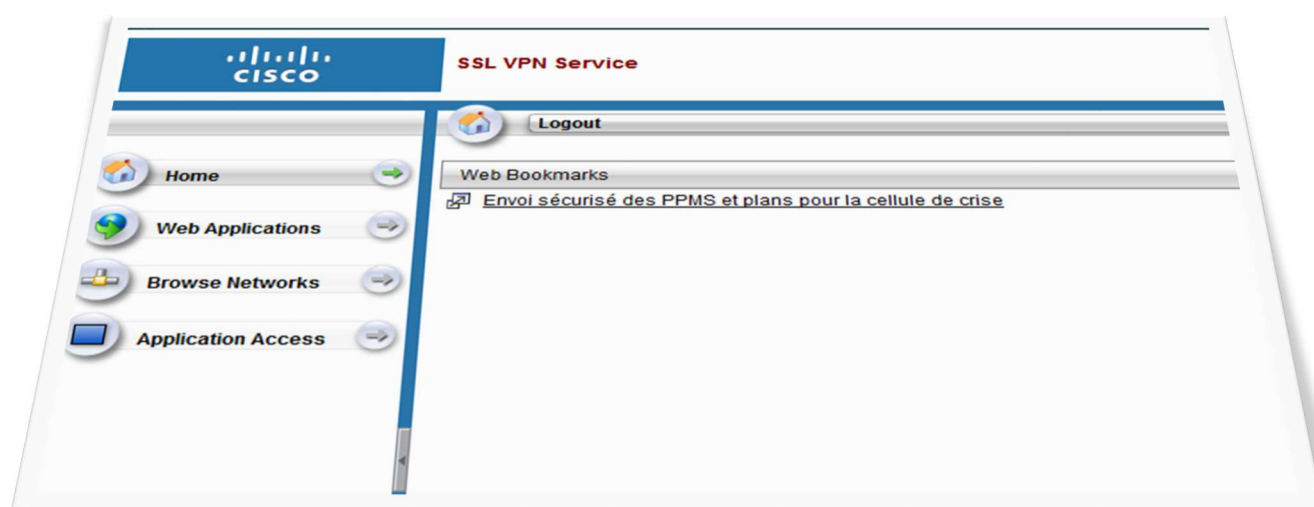 CISCO
SSL VPN Service
Logout
Home
Web Applications
Browse Networks
Application Access
Web Bookmarks
Envoi sécurisé des PPMS et plans pour la cellule de crise